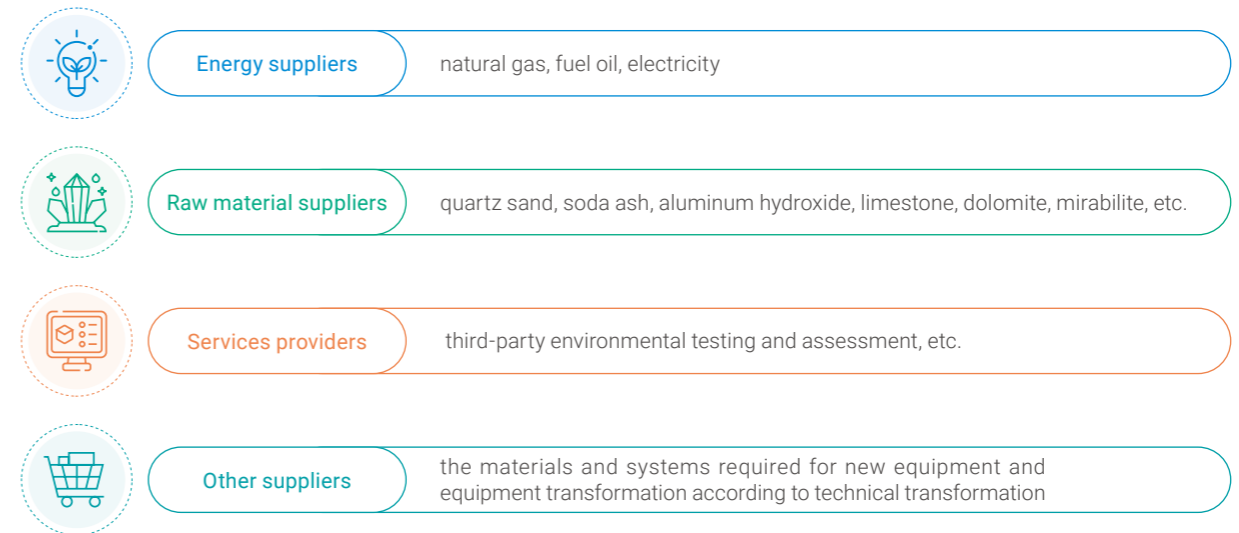 Energy suppliers
natural gas, fuel oil, electricity
Raw material suppliers
quartz sand, soda ash, aluminum hydroxide, limestone, dolomite, mirabilite, etc.
Services providers
third-party environmental testing and assessment, etc.
Other suppliers
the materials and systems required for new equipment and
equipment transformation according to technical transformation